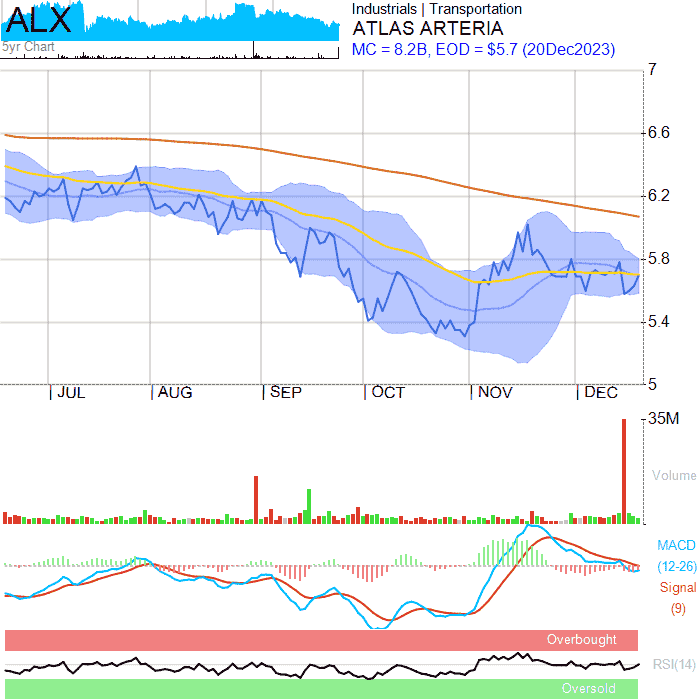 ALX
5yr Chart
Industrials | Transportation
ATLAS ARTERIA
MC = 8.2B, EOD = $5.7 (20Dec2023)
7
6.6
6.2
5.8
5.4
5
JUL AUG SEP OCT NOV DEC
35M
Volume
MACD
(12-26)
Signal
(9)
Overbought
RSI(14)
Oversold